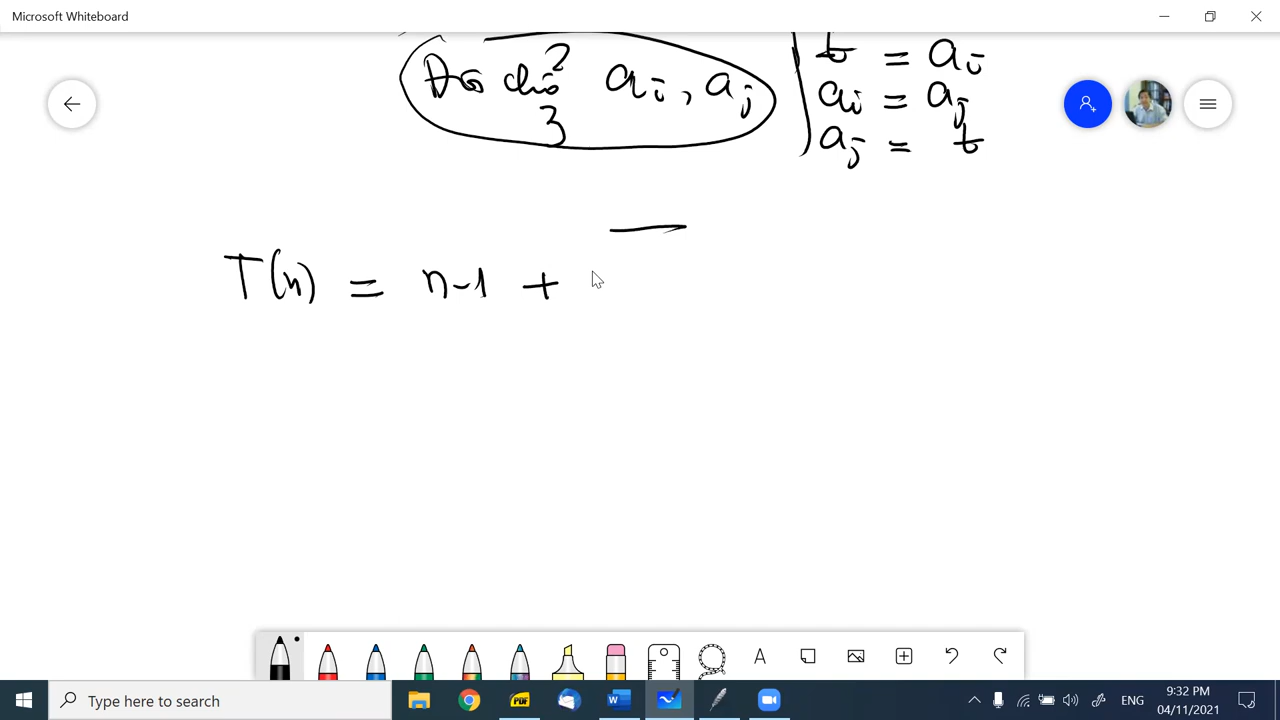 Microsoft Whiteboard
Đổi chỗ aᵢ, aⱼ
3
t = aᵢ
aᵢ = aⱼ
aⱼ = t
T(n) = n-1 +
A
Type here to search
PDF
ENG
9:32 PM
04/11/2021